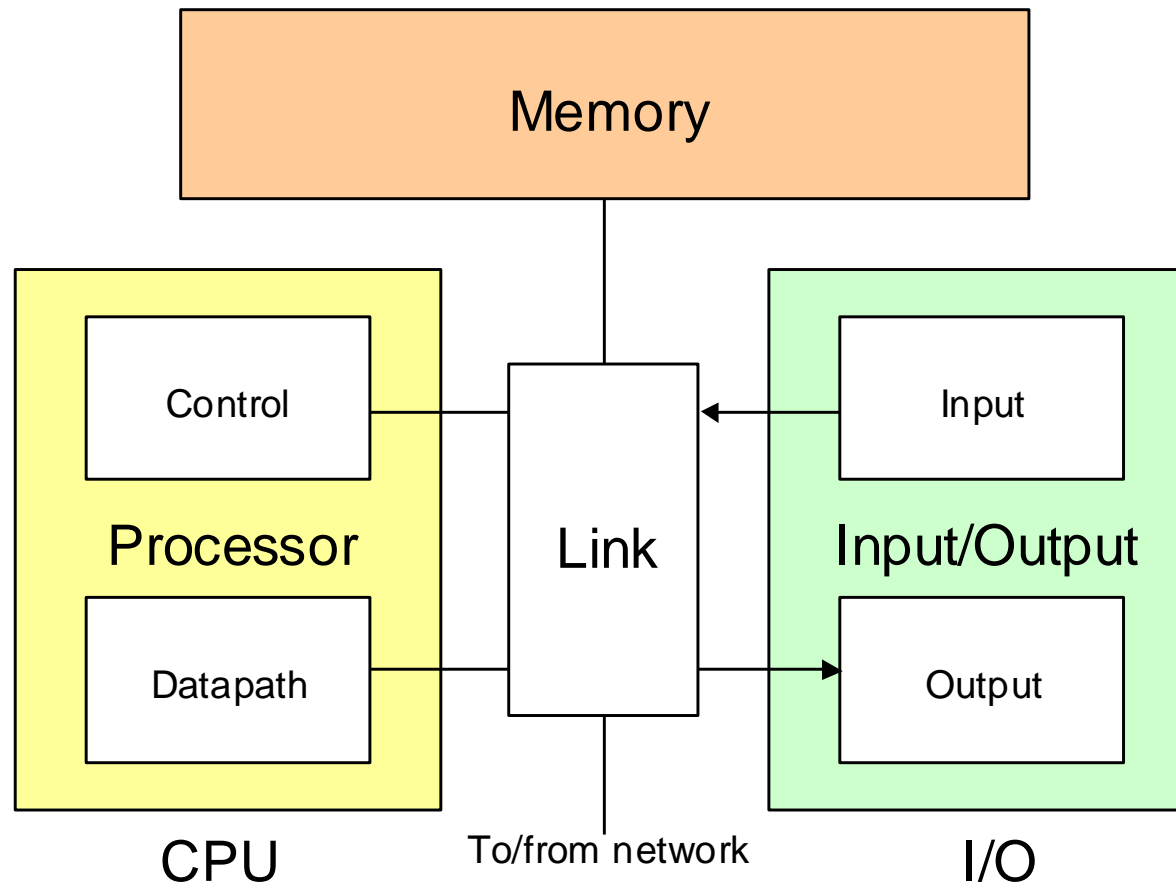 Memory
Control
Input
Processor
Link
Input/Output
Datapath
Output
CPU
To/from network
I/O